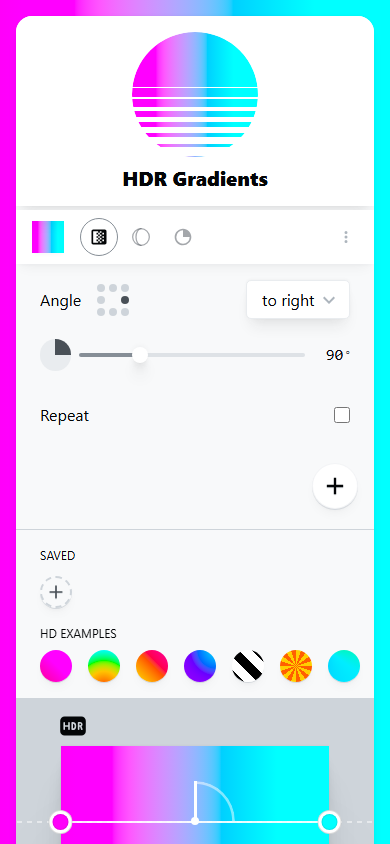 HDR Gradients
Angle
to right
90°
Repeat
SAVED
HD EXAMPLES
HDR